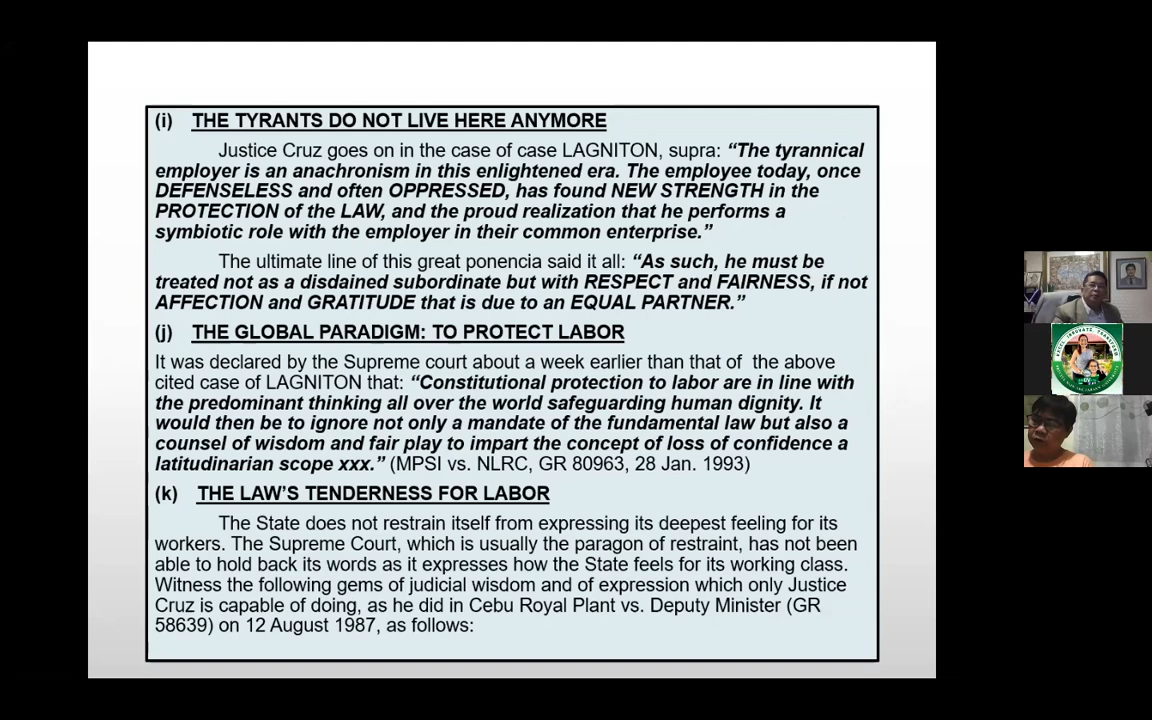 (i) THE TYRANTS DO NOT LIVE HERE ANYMORE
Justice Cruz goes on in the case of case LAGNITON, supra: “The tyrannical
employer is an anachronism in this enlightened era. The employee today, once
DEFENSELESS and often OPPRESSED, has found NEW STRENGTH in the
PROTECTION of the LAW, and the proud realization that he performs a
symbiotic role with the employer in their common enterprise.”
The ultimate line of this great ponencia said it all: “As such, he must be
treated not as a disdained subordinate but with RESPECT and FAIRNESS, if not
AFFECTION and GRATITUDE that is due to an EQUAL PARTNER.”
(j) THE GLOBAL PARADIGM: TO PROTECT LABOR
It was declared by the Supreme court about a week earlier than that of the above
cited case of LAGNITON that: “Constitutional protection to labor are in line with
the predominant thinking all over the world safeguarding human dignity. It
would then be to ignore not only a mandate of the fundamental law but also a
counsel of wisdom and fair play to impart the concept of loss of confidence a
latitudinarian scope xxx.” (MPSI vs. NLRC, GR 80963, 28 Jan. 1993)
(k) THE LAW’S TENDERNESS FOR LABOR
The State does not restrain itself from expressing its deepest feeling for its
workers. The Supreme Court, which is usually the paragon of restraint, has not been
able to hold back its words as it expresses how the State feels for its working class.
Witness the following gems of judicial wisdom and of expression which only Justice
Cruz is capable of doing, as he did in Cebu Royal Plant vs. Deputy Minister (GR
58639) on 12 August 1987, as follows: